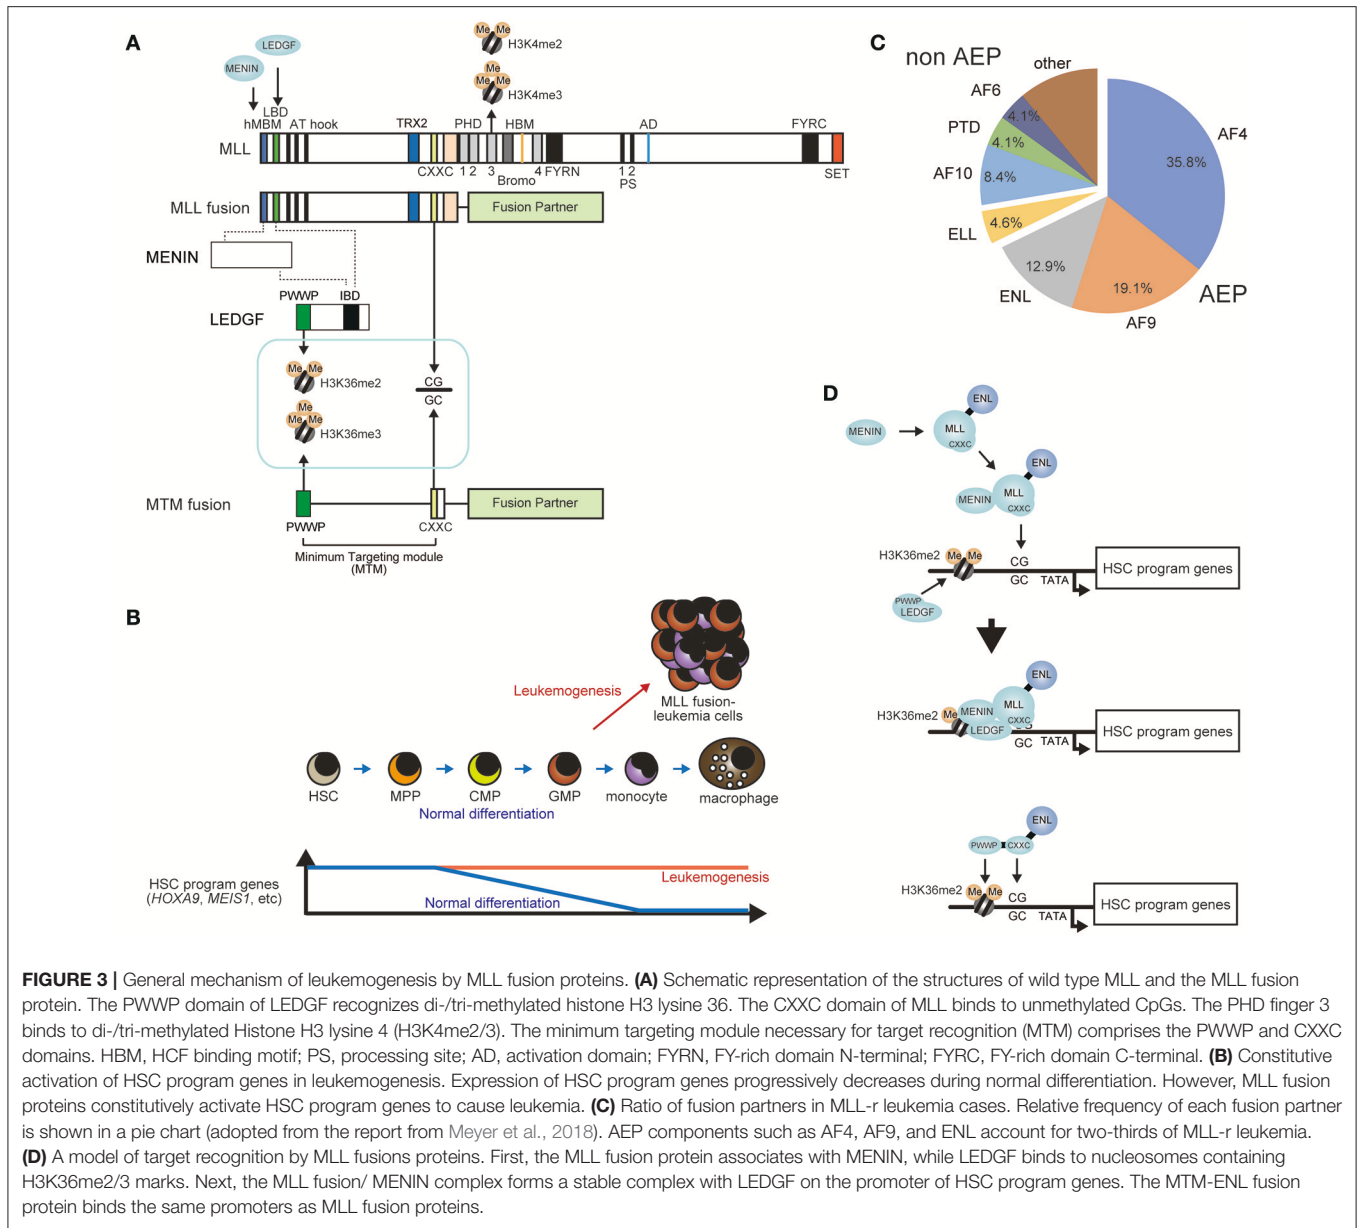 A
LEDGF
MENIN
Me Me
H3K4me2
Me
Me Me
H3K4me3
LBD
hMBM AT hook TRX2 PHD HBM AD FYRC
MLL
CXXC 1 2 3 4 FYRN 1 2 SET
Bromo PS
MLL fusion Fusion Partner
MENIN
PWWP IBD
LEDGF
Me Me
H3K36me2
CG
GC
Me
Me Me
H3K36me3
MTM fusion Fusion Partner
PWWP CXXC
Minimum Targeting module
(MTM)
B
Leukemogenesis
MLL fusion-
leukemia cells
HSC MPP CMP GMP monocyte macrophage
Normal differentiation
HSC program genes
(HOXA9, MEIS1, etc)
Leukemogenesis
Normal differentiation
C
non AEP
other
AF6
4.1%
PTD
4.1%
AF10
8.4%
ELL
4.6%
ENL
12.9%
AF9
19.1%
AF4
35.8%
AEP
D
ENL
MENIN MLL
CXXC
ENL
MENIN MLL
CXXC
H3K36me2 Me Me
CG
GC TATA
HSC program genes
PWWP
LEDGF
ENL
MLL
MENIN
CXXC
H3K36me2 Me
LEDGF
CG
GC TATA
HSC program genes
ENL
PWWP CXXC
H3K36me2 Me Me
CG
GC TATA
HSC program genes
FIGURE 3 | General mechanism of leukemogenesis by MLL fusion proteins. (A) Schematic representation of the structures of wild type MLL and the MLL fusion
protein. The PWWP domain of LEDGF recognizes di-/tri-methylated histone H3 lysine 36. The CXXC domain of MLL binds to unmethylated CpGs. The PHD finger 3
binds to di-/tri-methylated Histone H3 lysine 4 (H3K4me2/3). The minimum targeting module necessary for target recognition (MTM) comprises the PWWP and CXXC
domains. HBM, HCF binding motif; PS, processing site; AD, activation domain; FYRN, FY-rich domain N-terminal; FYRC, FY-rich domain C-terminal. (B) Constitutive
activation of HSC program genes in leukemogenesis. Expression of HSC program genes progressively decreases during normal differentiation. However, MLL fusion
proteins constitutively activate HSC program genes to cause leukemia. (C) Ratio of fusion partners in MLL-r leukemia cases. Relative frequency of each fusion partner
is shown in a pie chart (adopted from the report from Meyer et al., 2018). AEP components such as AF4, AF9, and ENL account for two-thirds of MLL-r leukemia.
(D) A model of target recognition by MLL fusions proteins. First, the MLL fusion protein associates with MENIN, while LEDGF binds to nucleosomes containing
H3K36me2/3 marks. Next, the MLL fusion/ MENIN complex forms a stable complex with LEDGF on the promoter of HSC program genes. The MTM-ENL fusion
protein binds the same promoters as MLL fusion proteins.